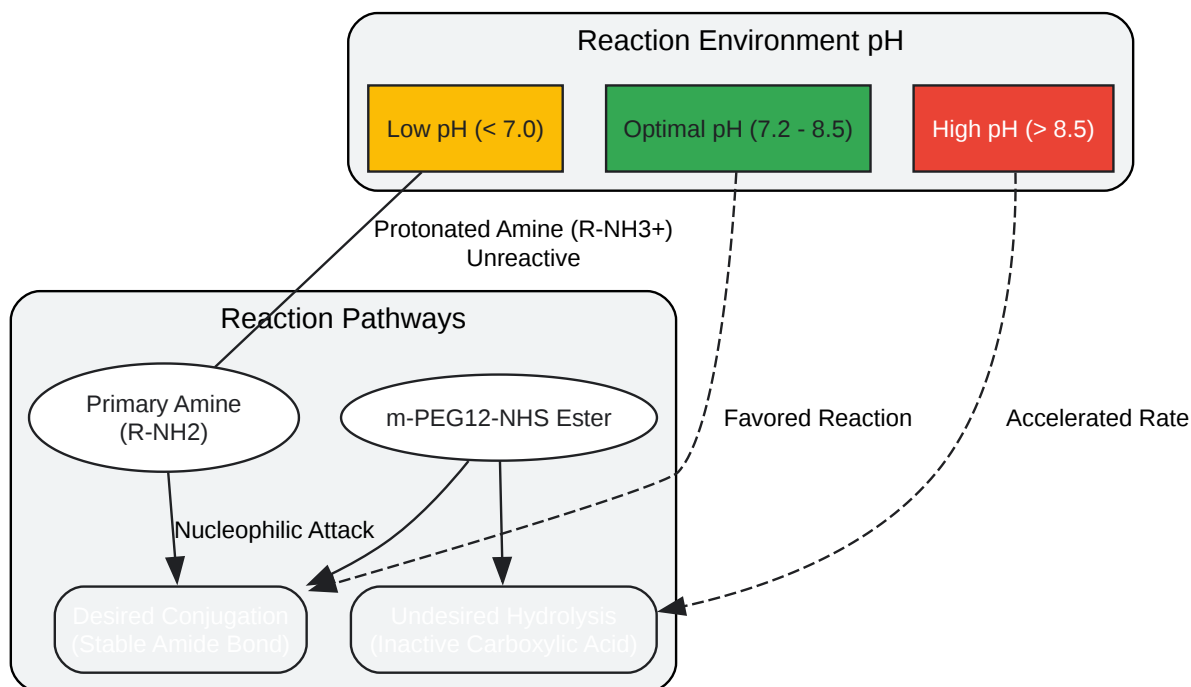 Reaction Environment pH
Low pH (< 7.0)
Optimal pH (7.2 - 8.5)
High pH (> 8.5)
Protonated Amine (R-NH3+)
Unreactive
Reaction Pathways
Primary Amine
(R-NH2)
m-PEG12-NHS Ester
Favored Reaction
Accelerated Rate
Nucleophilic Attack
Desired Conjugation
(Stable Amide Bond)
Undesired Hydrolysis
(Inactive Carboxylic Acid)